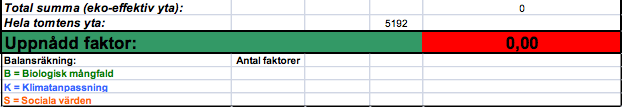 Total summa (eko-effektiv yta): 0
Hela tomtens yta: 5192
Uppnådd faktor: 0,00
Balansräkning: Antal faktorer
B = Biologisk mångfald
K = Klimatanpassning
S = Sociala värden